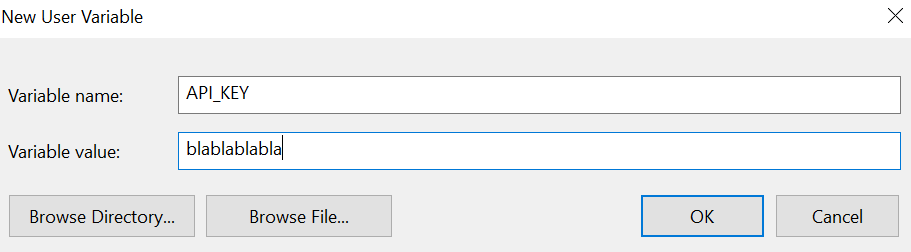 New User Variable
Variable name: API_KEY
Variable value: blablablabla
Browse Directory... Browse File... OK Cancel